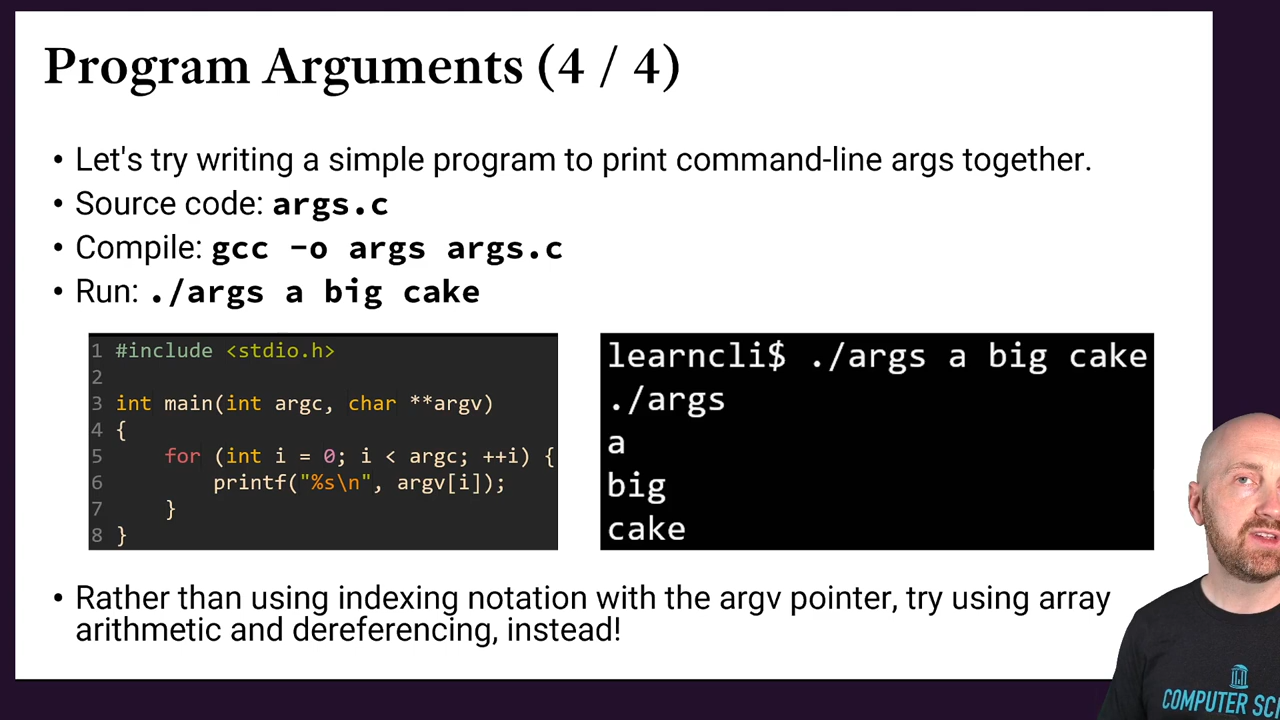 Program Arguments (4 / 4)
• Let's try writing a simple program to print command-line args together.
• Source code: args.c
• Compile: gcc -o args args.c
• Run: ./args a big cake
1 #include <stdio.h>
2
3 int main(int argc, char **argv)
4 {
5     for (int i = 0; i < argc; ++i) {
6         printf("%s\n", argv[i]);
7     }
8 }
learncli$ ./args a big cake
./args
a
big
cake
• Rather than using indexing notation with the argv pointer, try using array
arithmetic and dereferencing, instead!
COMPUTER